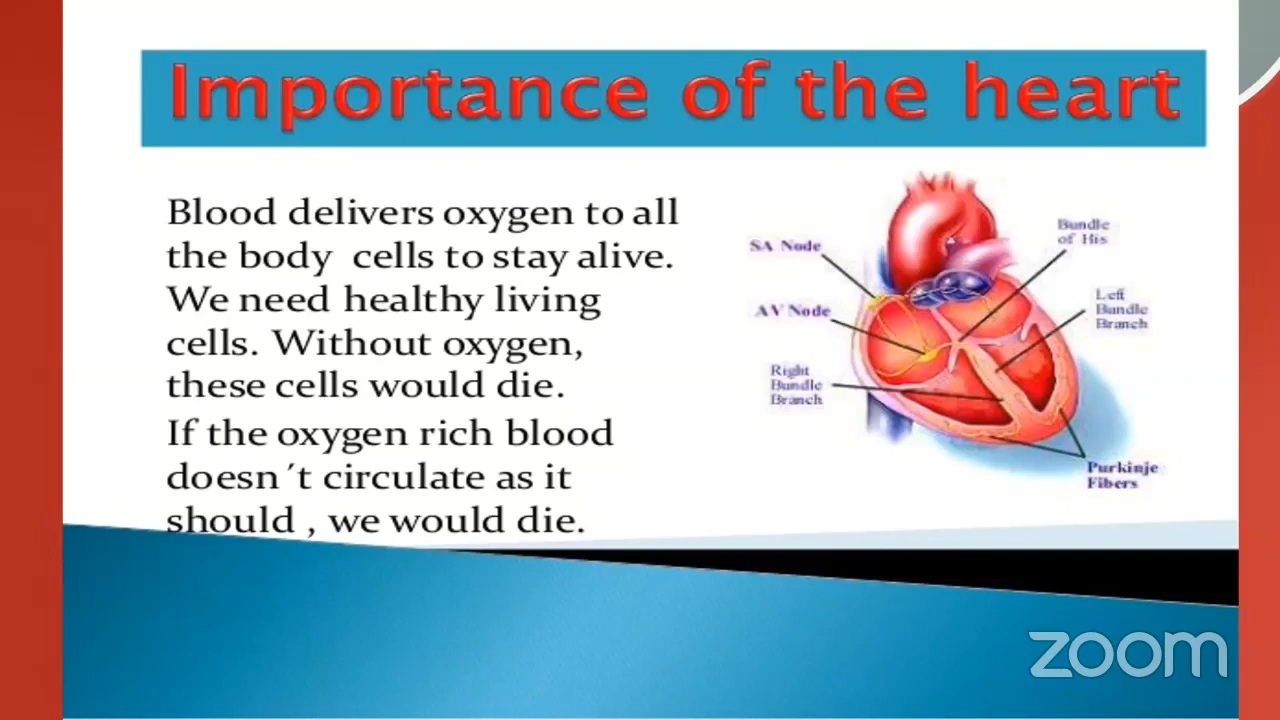 Importance of the heart
Blood delivers oxygen to all
the body cells to stay alive.
We need healthy living
cells. Without oxygen,
these cells would die.
If the oxygen rich blood
doesn´t circulate as it
should , we would die.
SA Node
AV Node
Right
Bundle
Branch
Bundle
of His
Left
Bundle
Branch
Purkinje
Fibers
zoom